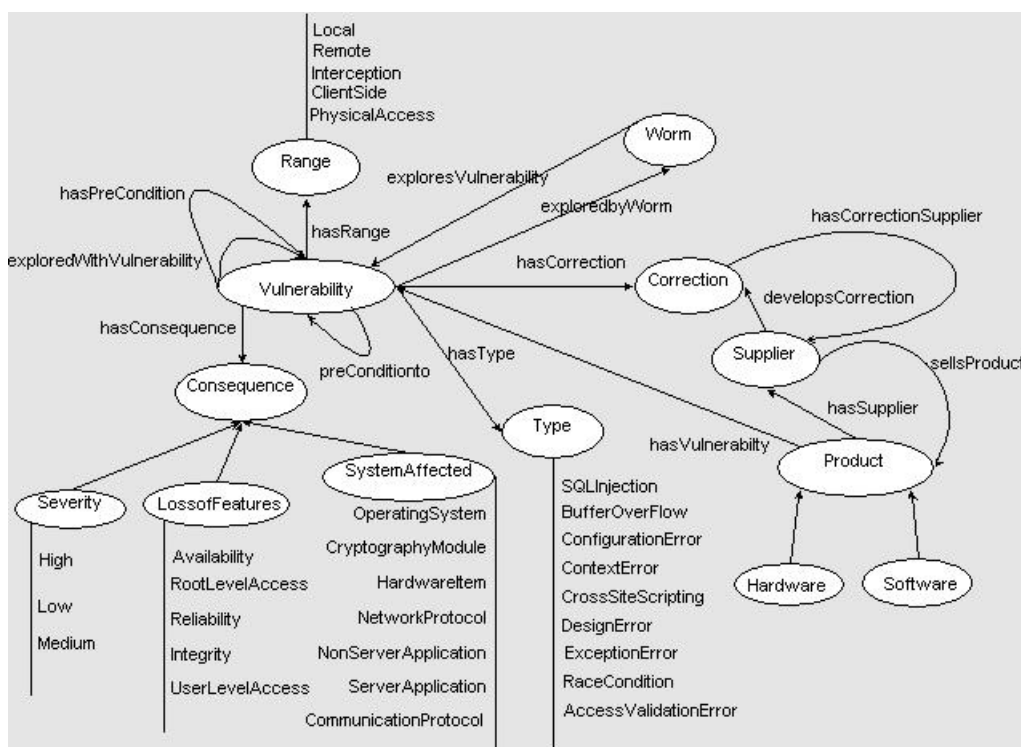 Local
Remote
Interception
ClientSide
PhysicalAccess
Range
Worm
hasPreCondition
exploresVulnerability
exploredbyWorm
hasRange
hasCorrectionSupplier
exploredWithVulnerability
hasCorrection
Vulnerability
Correction
developsCorrection
hasConsequence
hasType
Supplier
preConditionto
sellsProduct
Consequence
hasSupplier
Type
hasVulnerabilty
Product
SystemAffected
Severity
LossofFeatures
High
Low
Medium
Availability
RootLevelAccess
Reliability
Integrity
UserLevelAccess
OperatingSystem
CryptographyModule
HardwareItem
NetworkProtocol
NonServerApplication
ServerApplication
CommunicationProtocol
SQLInjection
BufferOverFlow
ConfigurationError
ContextError
CrossSiteScripting
DesignError
ExceptionError
RaceCondition
AccessValidationError
Hardware
Software